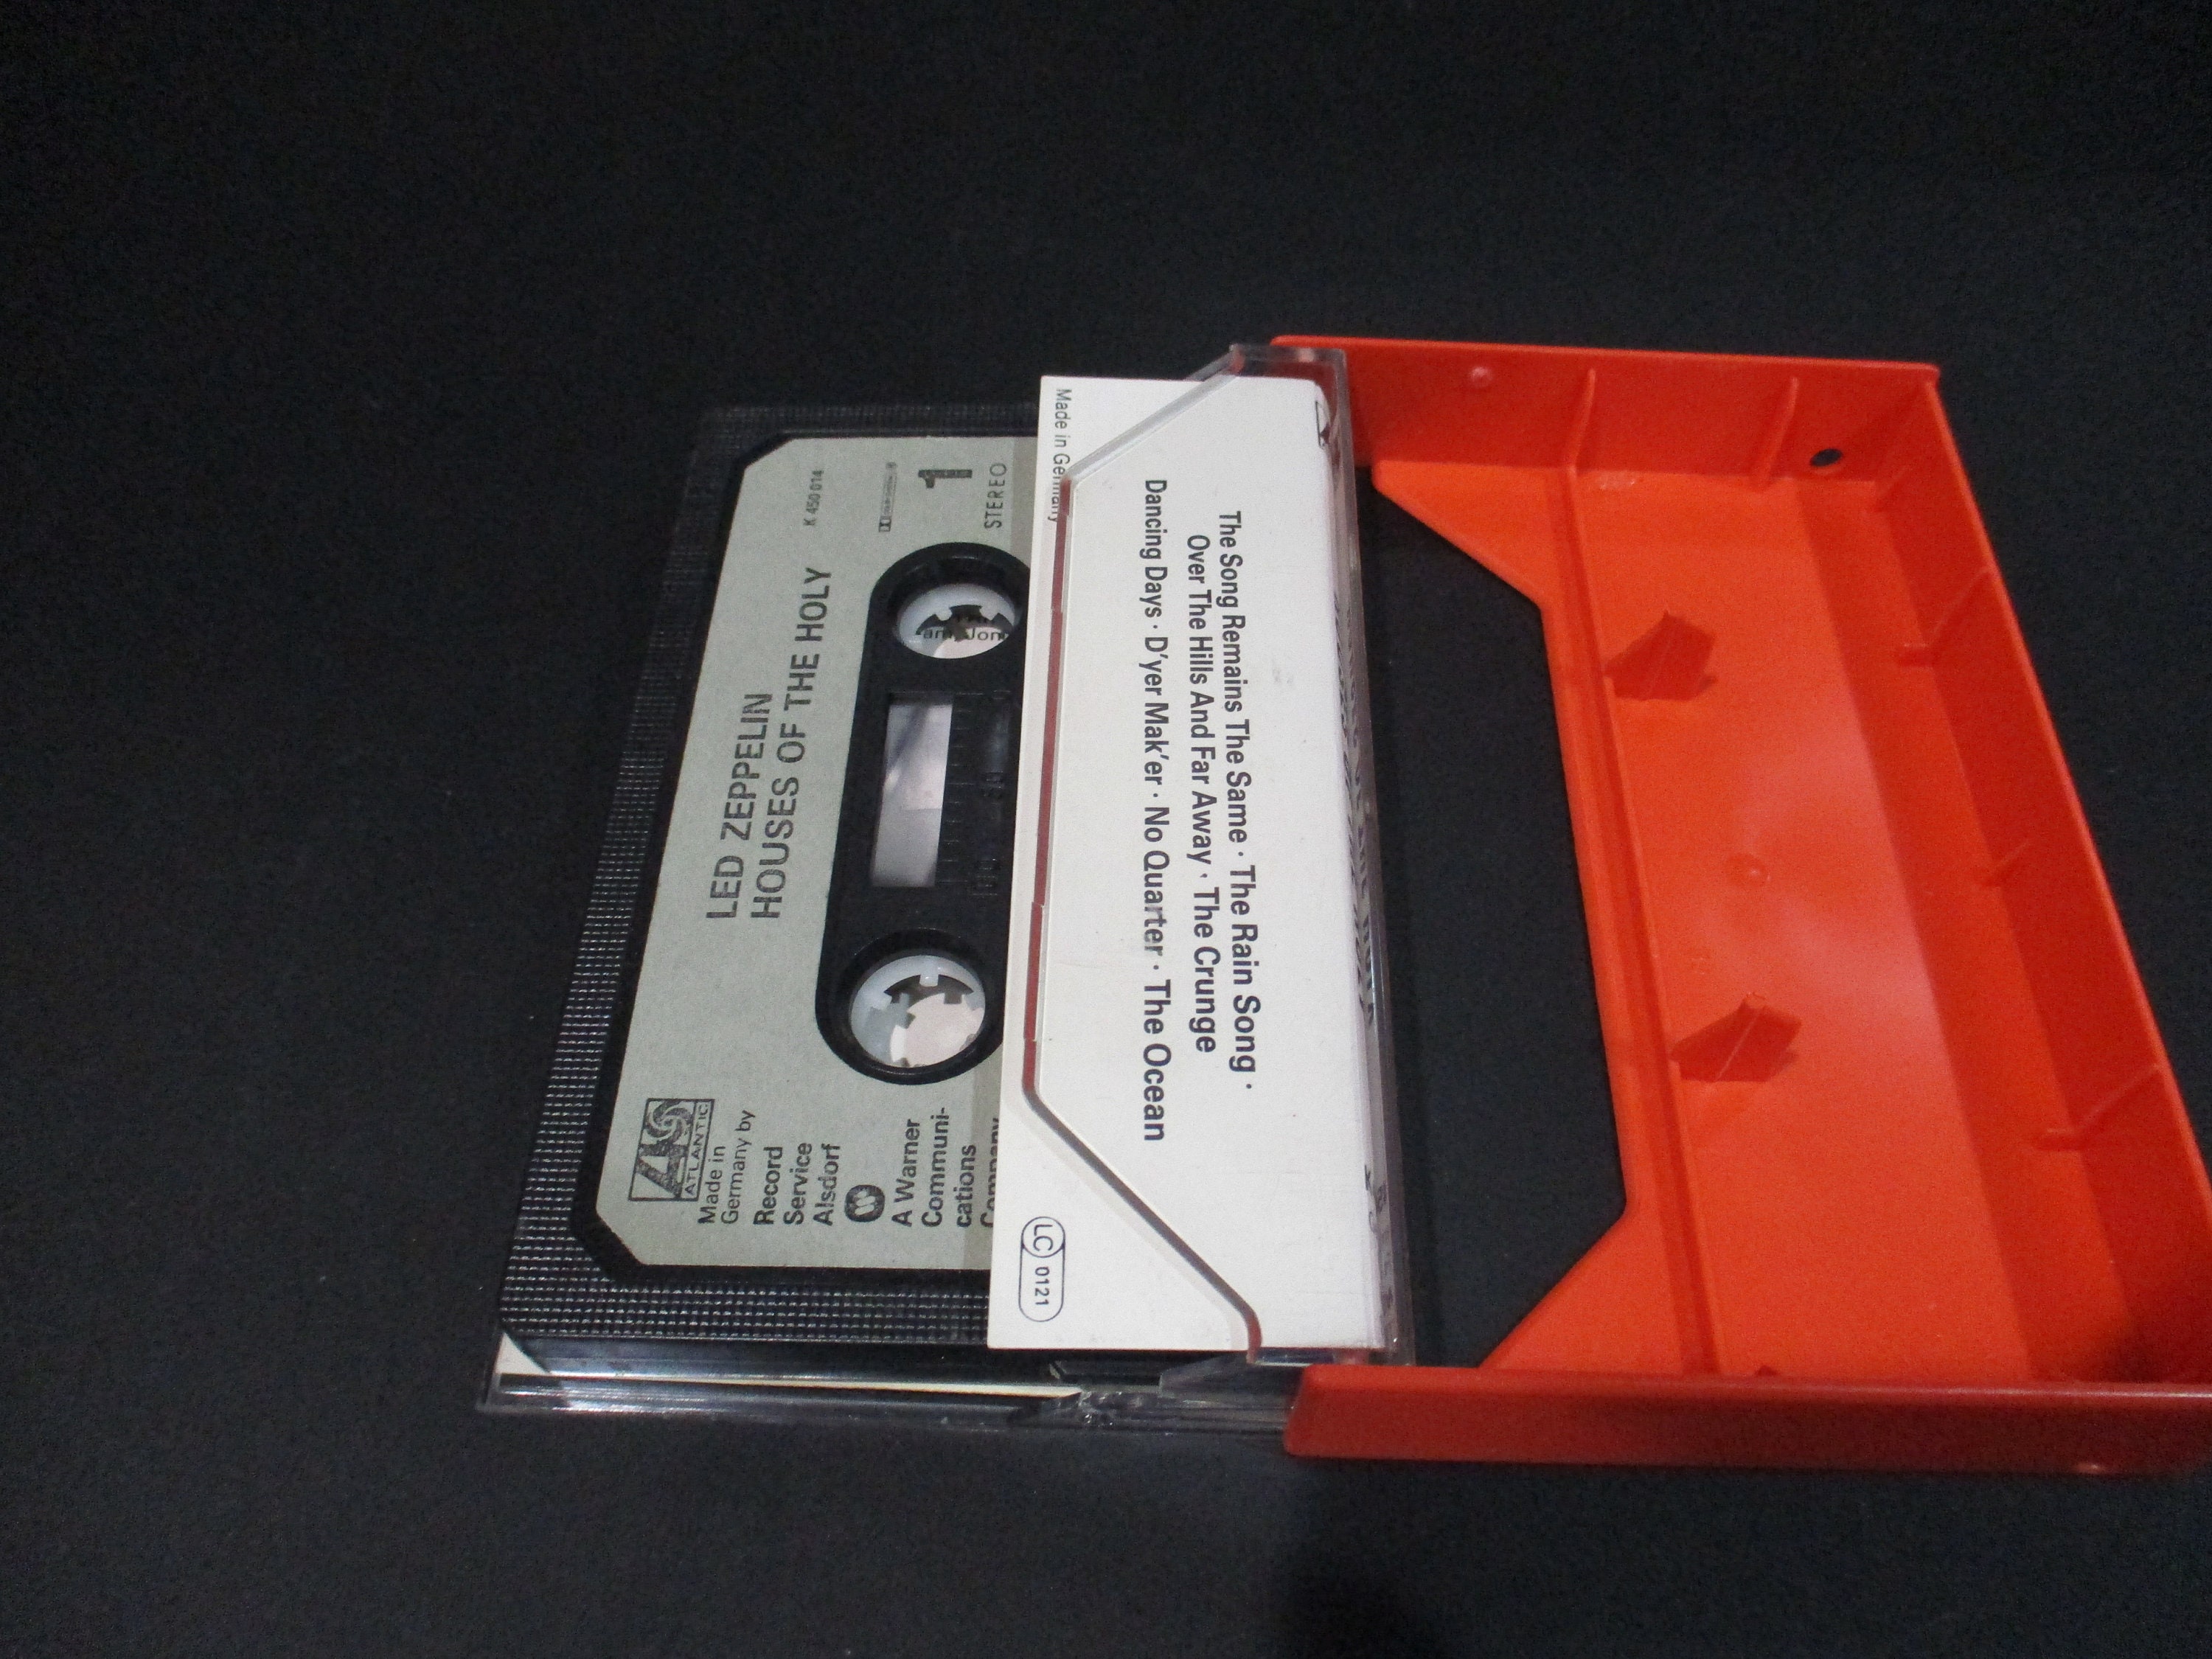 LED ZEPPELIN
HOUSES OF THE HOLY
K 450 014
1
STEREO
ATLANTIC
Made in
Germany by
Record
Service
Alsdorf
A Warner
Communi-
cations
Company
Made in Germany
The Song Remains The Same · The Rain Song ·
Over The Hills And Far Away · The Crunge
Dancing Days · D'yer Mak'er · No Quarter · The Ocean
LC 0121